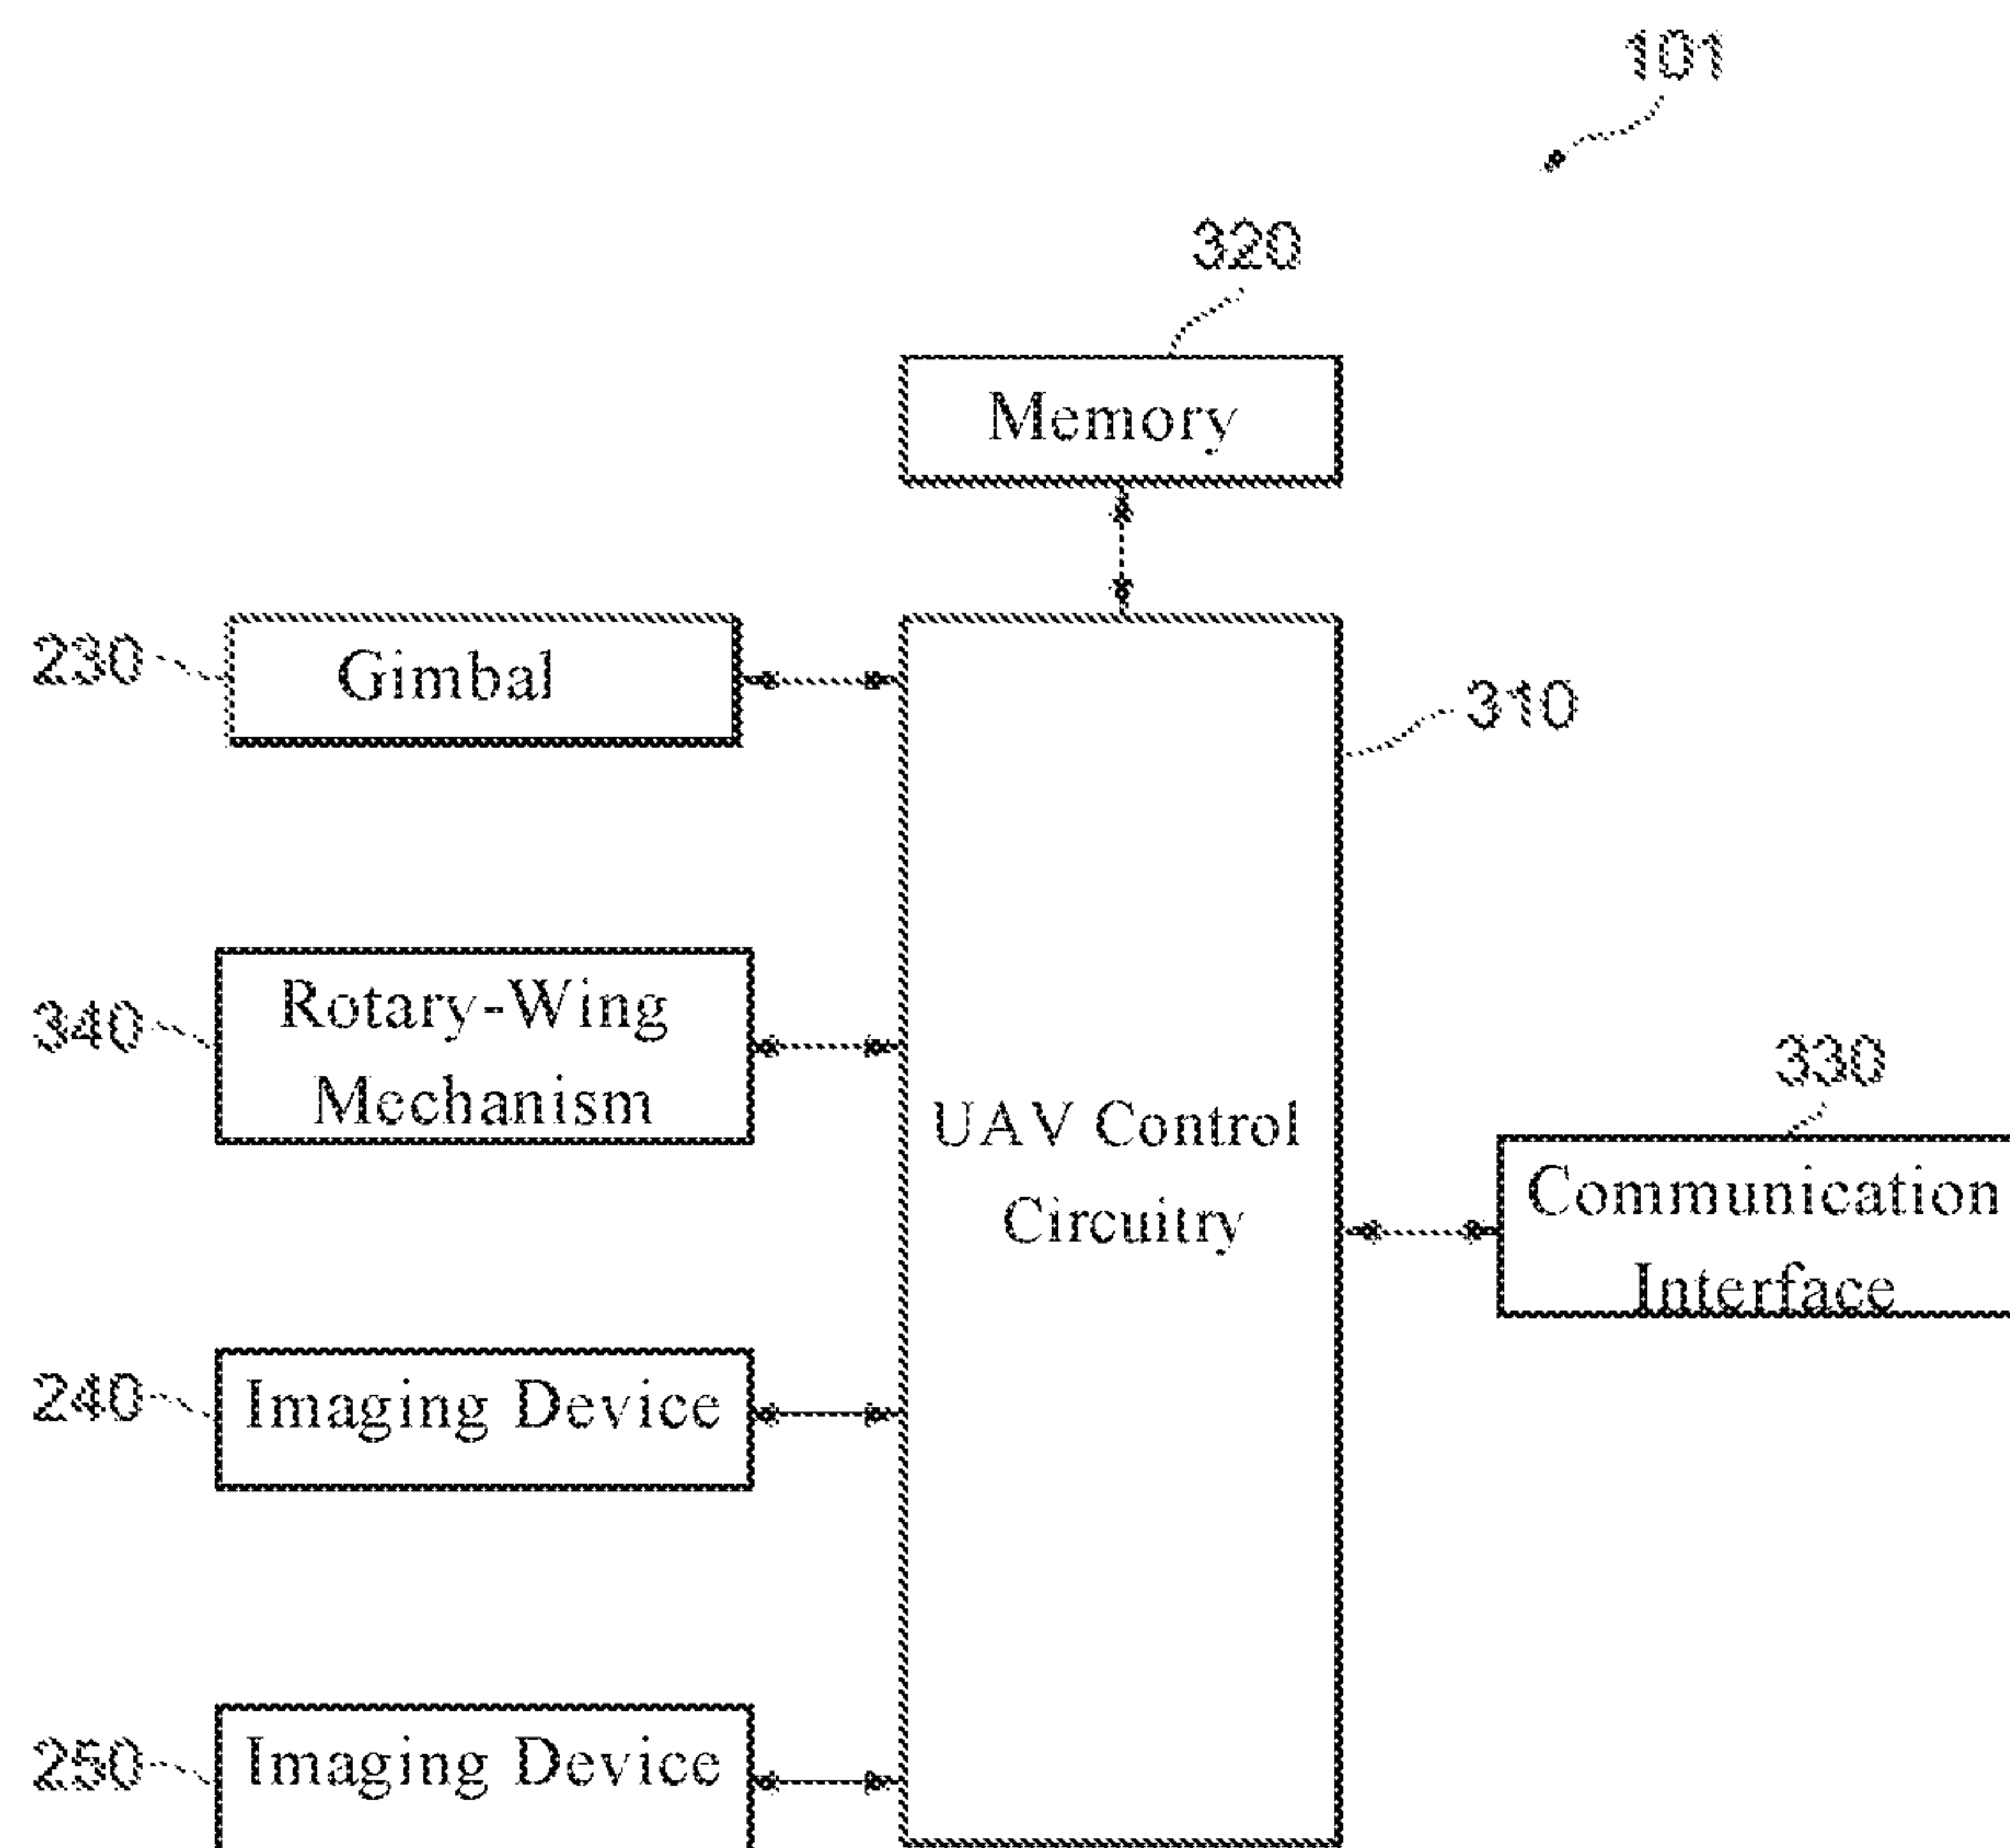 101
320
Memory
230
Gimbal
310
340
Rotary-Wing
Mechanism
UAV Control
Circuitry
330
Communication
Interface
240
Imaging Device
250
Imaging Device